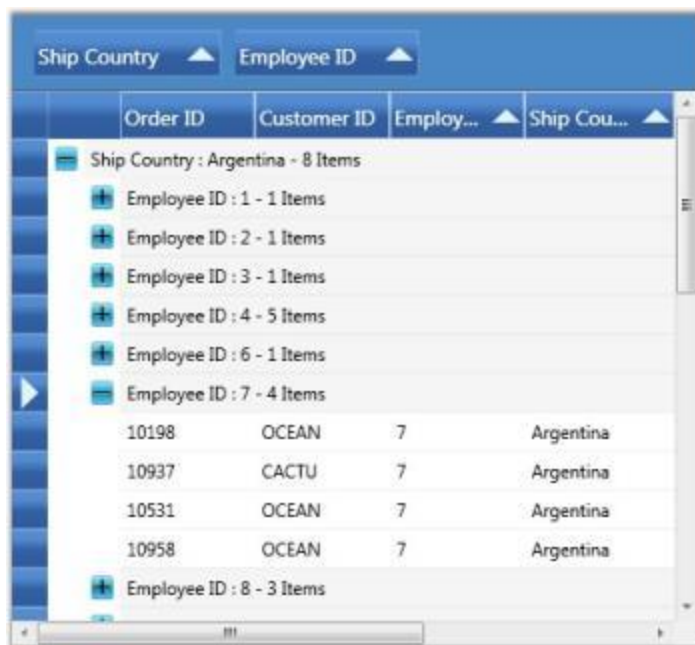 Ship Country Employee ID
Order ID Customer ID Employ... Ship Cou...
Ship Country : Argentina - 8 Items
Employee ID : 1 - 1 Items
Employee ID : 2 - 1 Items
Employee ID : 3 - 1 Items
Employee ID : 4 - 5 Items
Employee ID : 6 - 1 Items
Employee ID : 7 - 4 Items
10198 OCEAN 7 Argentina
10937 CACTU 7 Argentina
10531 OCEAN 7 Argentina
10958 OCEAN 7 Argentina
Employee ID : 8 - 3 Items